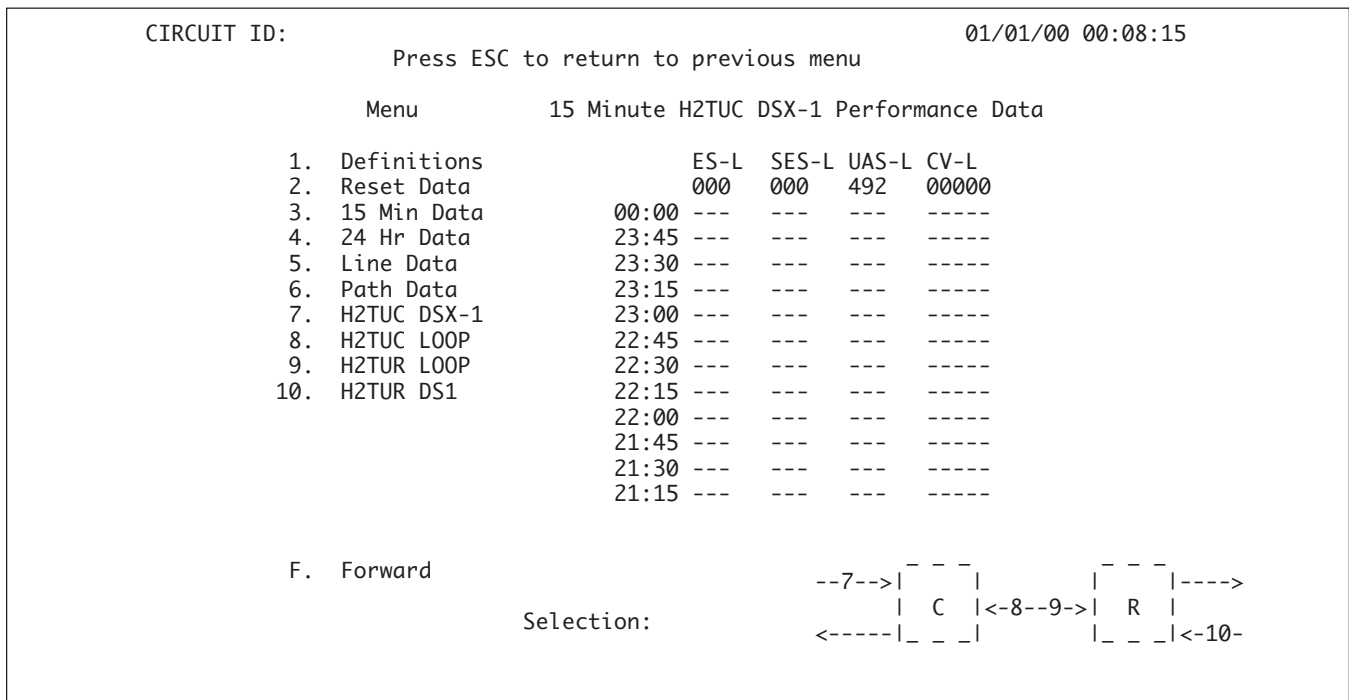 CIRCUIT ID: 01/01/00 00:08:15
Press ESC to return to previous menu
Menu 15 Minute H2TUC DSX-1 Performance Data
1. Definitions ES-L SES-L UAS-L CV-L
2. Reset Data 000 000 492 00000
3. 15 Min Data 00:00 --- --- --- -----
4. 24 Hr Data 23:45 --- --- --- -----
5. Line Data 23:30 --- --- --- -----
6. Path Data 23:15 --- --- --- -----
7. H2TUC DSX-1 23:00 --- --- --- -----
8. H2TUC LOOP 22:45 --- --- --- -----
9. H2TUR LOOP 22:30 --- --- --- -----
10. H2TUR DS1 22:15 --- --- --- -----
22:00 --- --- --- -----
21:45 --- --- --- -----
21:30 --- --- --- -----
21:15 --- --- --- -----
F. Forward --7-->| | | |---->
Selection: | C |<-8--9->| R |
<-----|_ _ _| |_ _ _|<-10-